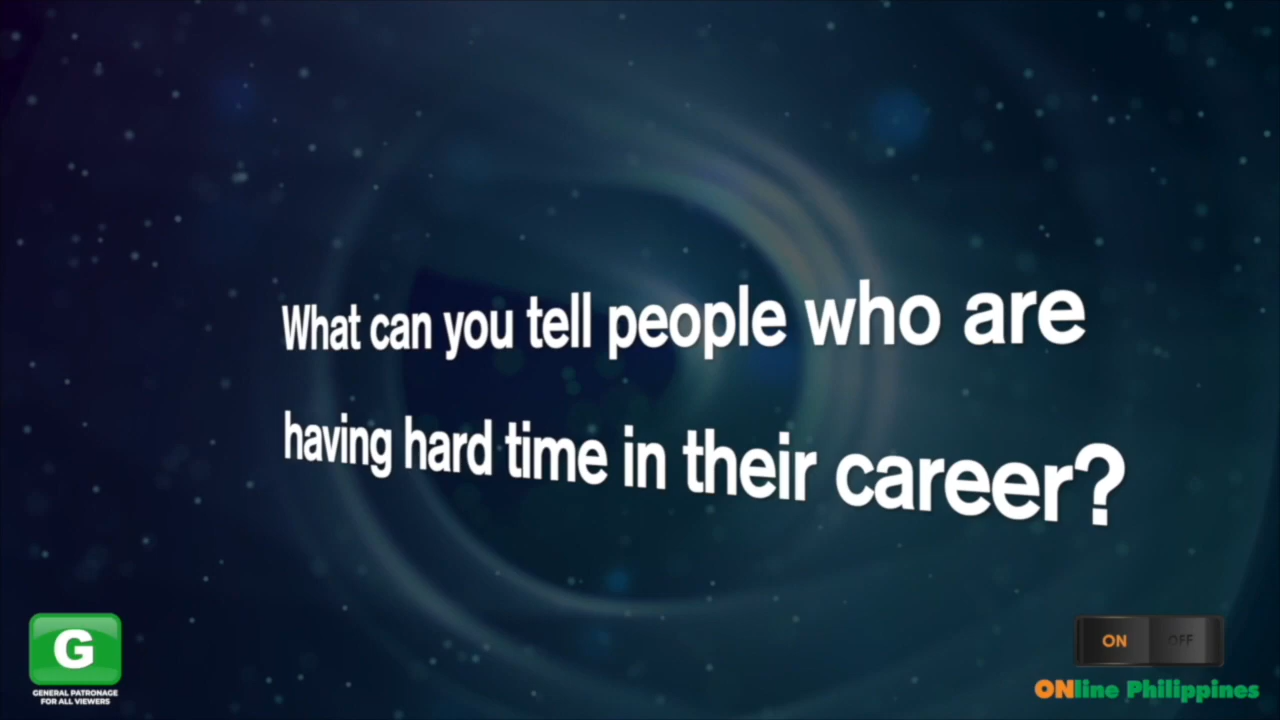 What can you tell people who are
having hard time in their career?
G
GENERAL PATRONAGE
FOR ALL VIEWERS
ON OFF
ONline Philippines